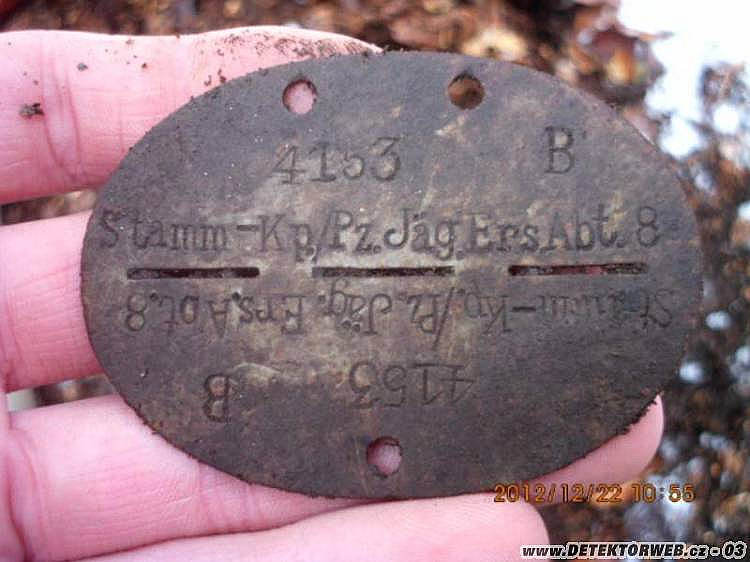 4153 B
Stamm-Kp./Pz.Jäg.Ers.Abt.8
Stamm-Kp./Pz.Jäg.Ers.Abt.8
4153 B
2012/12/22 10:55
www.DETEKTORWEB.cz - 03